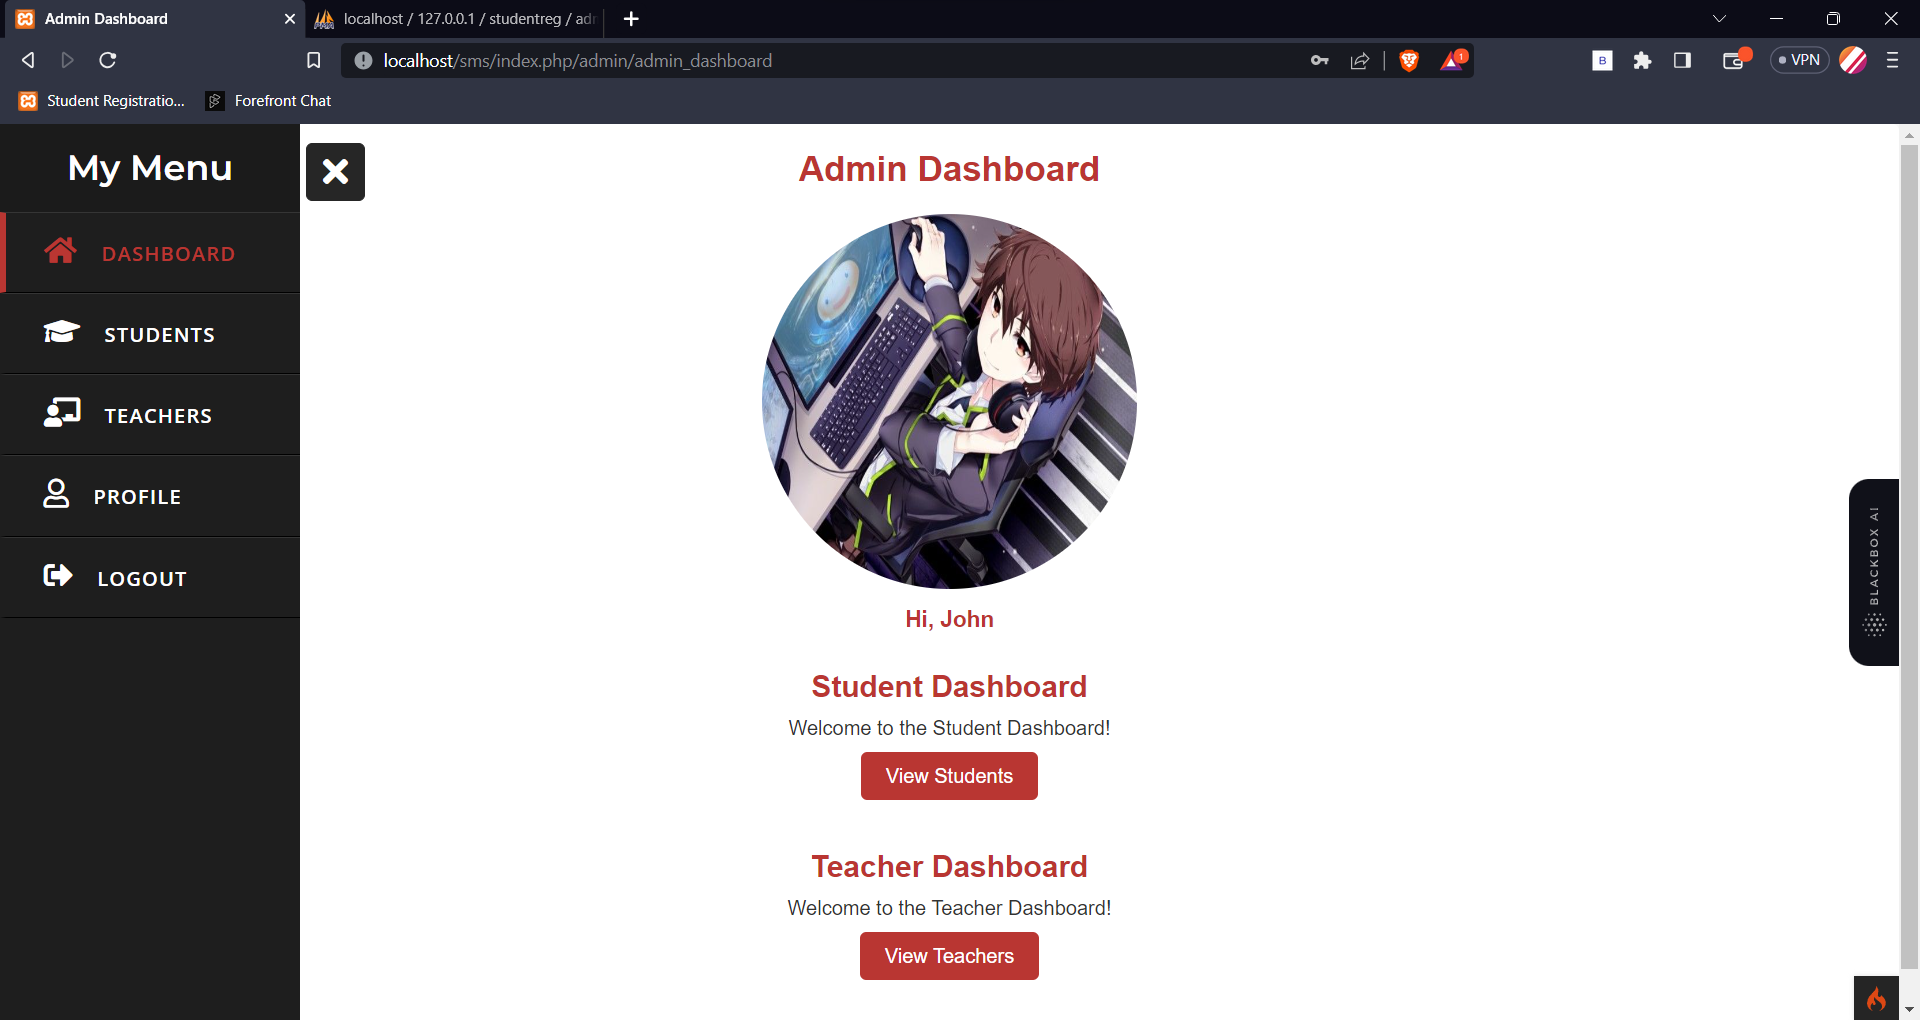 Admin Dashboard
localhost / 127.0.0.1 / studentreg / adn
localhost/sms/index.php/admin/admin_dashboard
1
B
VPN
Student Registratio...
Forefront Chat
My Menu
DASHBOARD
STUDENTS
TEACHERS
PROFILE
LOGOUT
Admin Dashboard
Hi, John
Student Dashboard
Welcome to the Student Dashboard!
View Students
Teacher Dashboard
Welcome to the Teacher Dashboard!
View Teachers
BLACKBOX AI